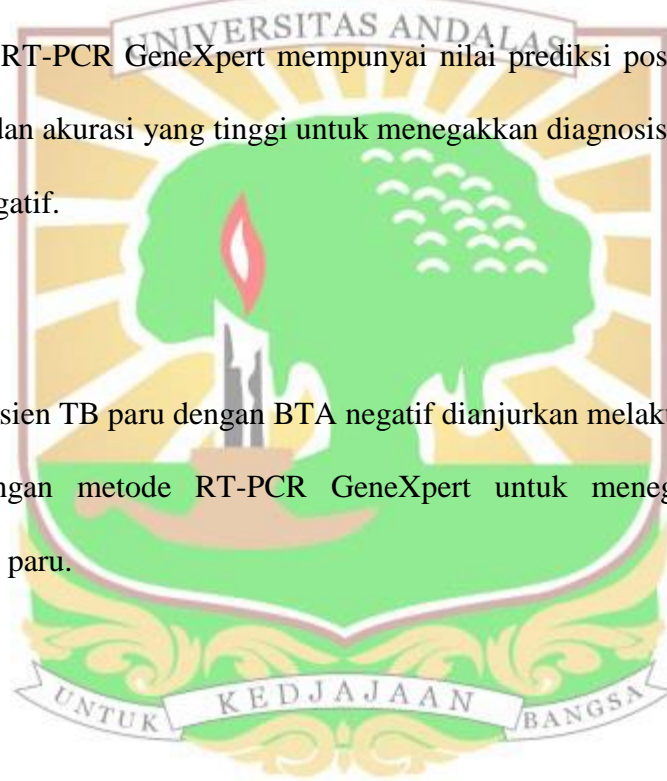 UNIVERSITAS ANDALAS
RT-PCR GeneXpert mempunyai nilai prediksi pos
dan akurasi yang tinggi untuk menegakkan diagnosis
gatif.
sien TB paru dengan BTA negatif dianjurkan melaku
ngan metode RT-PCR GeneXpert untuk meneg
paru.
UNTUK KEDJAJAAN BANGSA